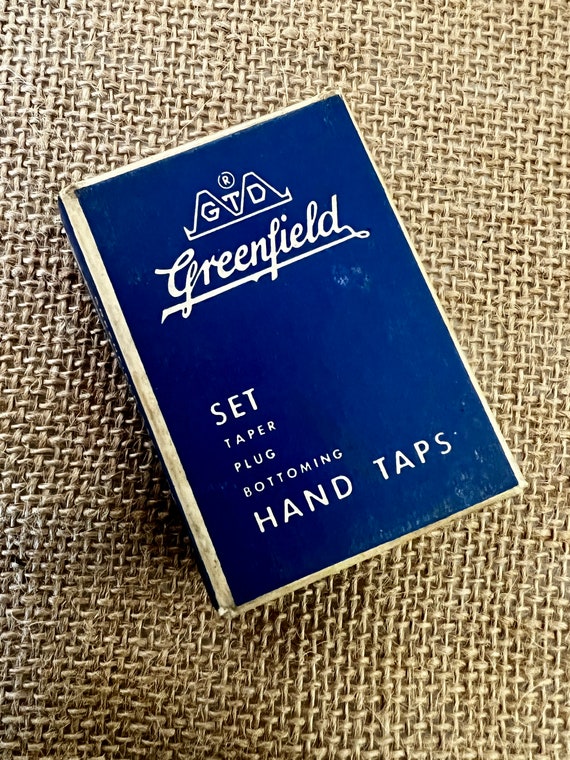 ®
GTD
Greenfield
SET
TAPER
PLUG
BOTTOMING
HAND TAPS